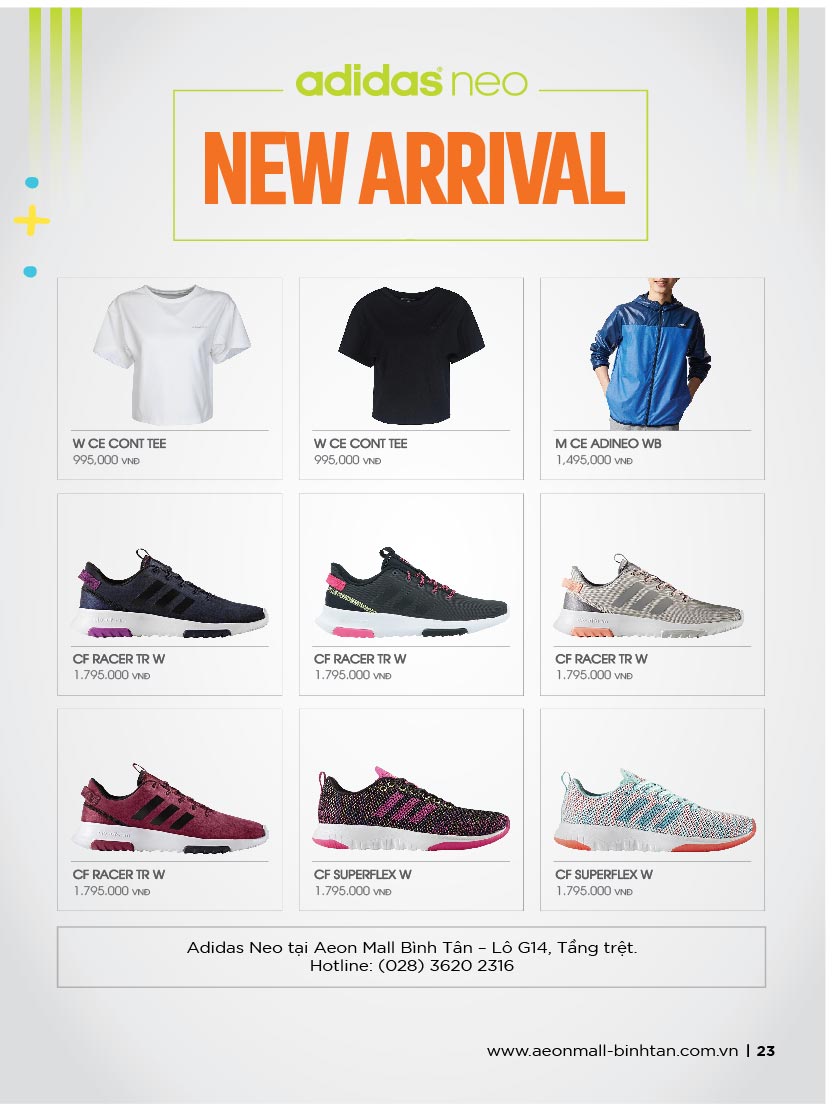 adidas® neo
NEW ARRIVAL
W CE CONT TEE
995,000 VNĐ
W CE CONT TEE
995,000 VNĐ
M CE ADINEO WB
1,495,000 VNĐ
CF RACER TR W
1.795.000 VNĐ
CF RACER TR W
1.795.000 VNĐ
CF RACER TR W
1.795.000 VNĐ
CF RACER TR W
1.795.000 VNĐ
CF SUPERFLEX W
1.795.000 VNĐ
CF SUPERFLEX W
1.795.000 VNĐ
Adidas Neo tại Aeon Mall Bình Tân – Lô G14, Tầng trệt.
Hotline: (028) 3620 2316
www.aeonmall-binhtan.com.vn | 23